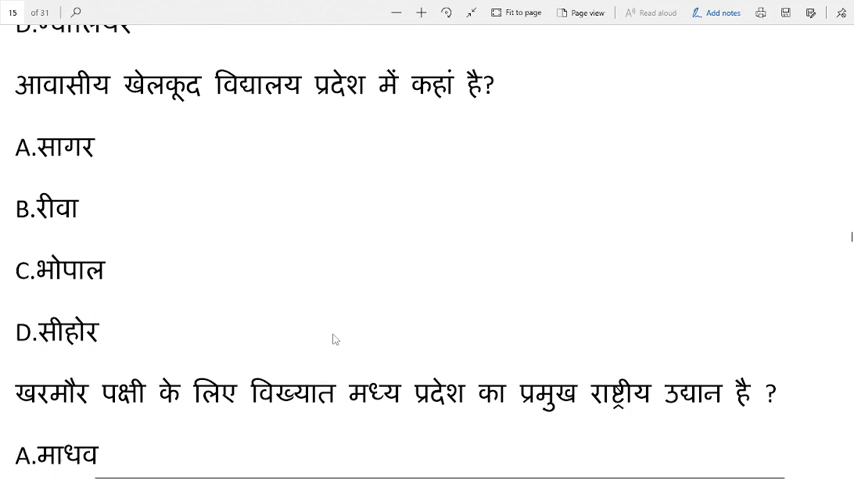 15 of 31 Fit to page Page view Read aloud Add notes
D.ग्वालियर
आवासीय खेलकूद विद्यालय प्रदेश में कहां है?
A.सागर
B.रीवा
C.भोपाल
D.सीहोर
खरमौर पक्षी के लिए विख्यात मध्य प्रदेश का प्रमुख राष्ट्रीय उद्यान है ?
A.माधव